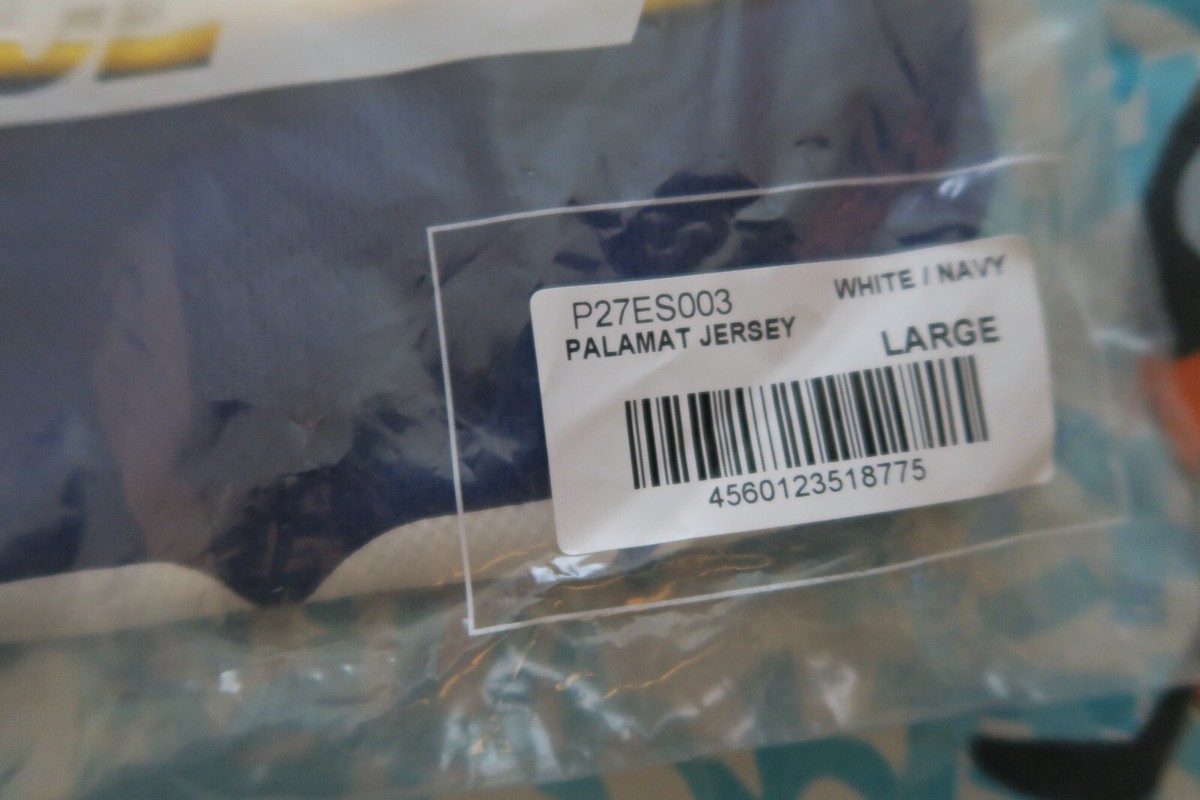 P27ES003
WHITE / NAVY
PALAMAT JERSEY
LARGE
4560123518775